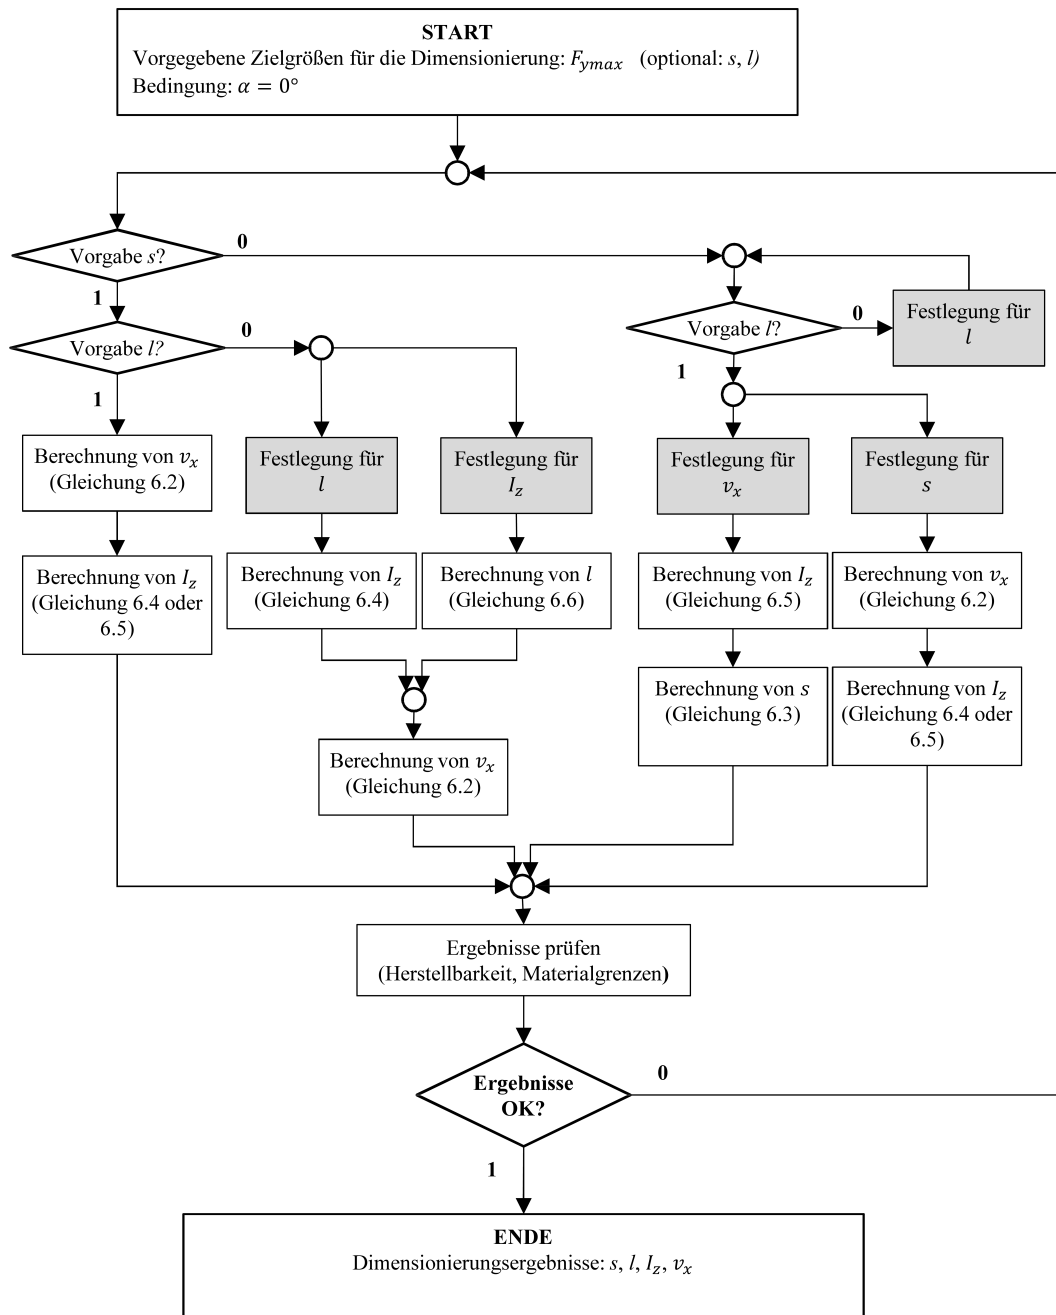 START
Vorgegebene Zielgrößen für die Dimensionierung: F_ymax (optional: s, l)
Bedingung: α = 0°
Vorgabe s?
0
1
Vorgabe l?
0
1
Vorgabe l?
0
1
Festlegung für
l
Berechnung von v_x
(Gleichung 6.2)
Festlegung für
l
Festlegung für
I_z
Festlegung für
v_x
Festlegung für
s
Berechnung von I_z
(Gleichung 6.4 oder
6.5)
Berechnung von I_z
(Gleichung 6.4)
Berechnung von l
(Gleichung 6.6)
Berechnung von I_z
(Gleichung 6.5)
Berechnung von v_x
(Gleichung 6.2)
Berechnung von s
(Gleichung 6.3)
Berechnung von I_z
(Gleichung 6.4 oder
6.5)
Berechnung von v_x
(Gleichung 6.2)
Ergebnisse prüfen
(Herstellbarkeit, Materialgrenzen)
Ergebnisse
OK?
0
1
ENDE
Dimensionierungsergebnisse: s, l, I_z, v_x